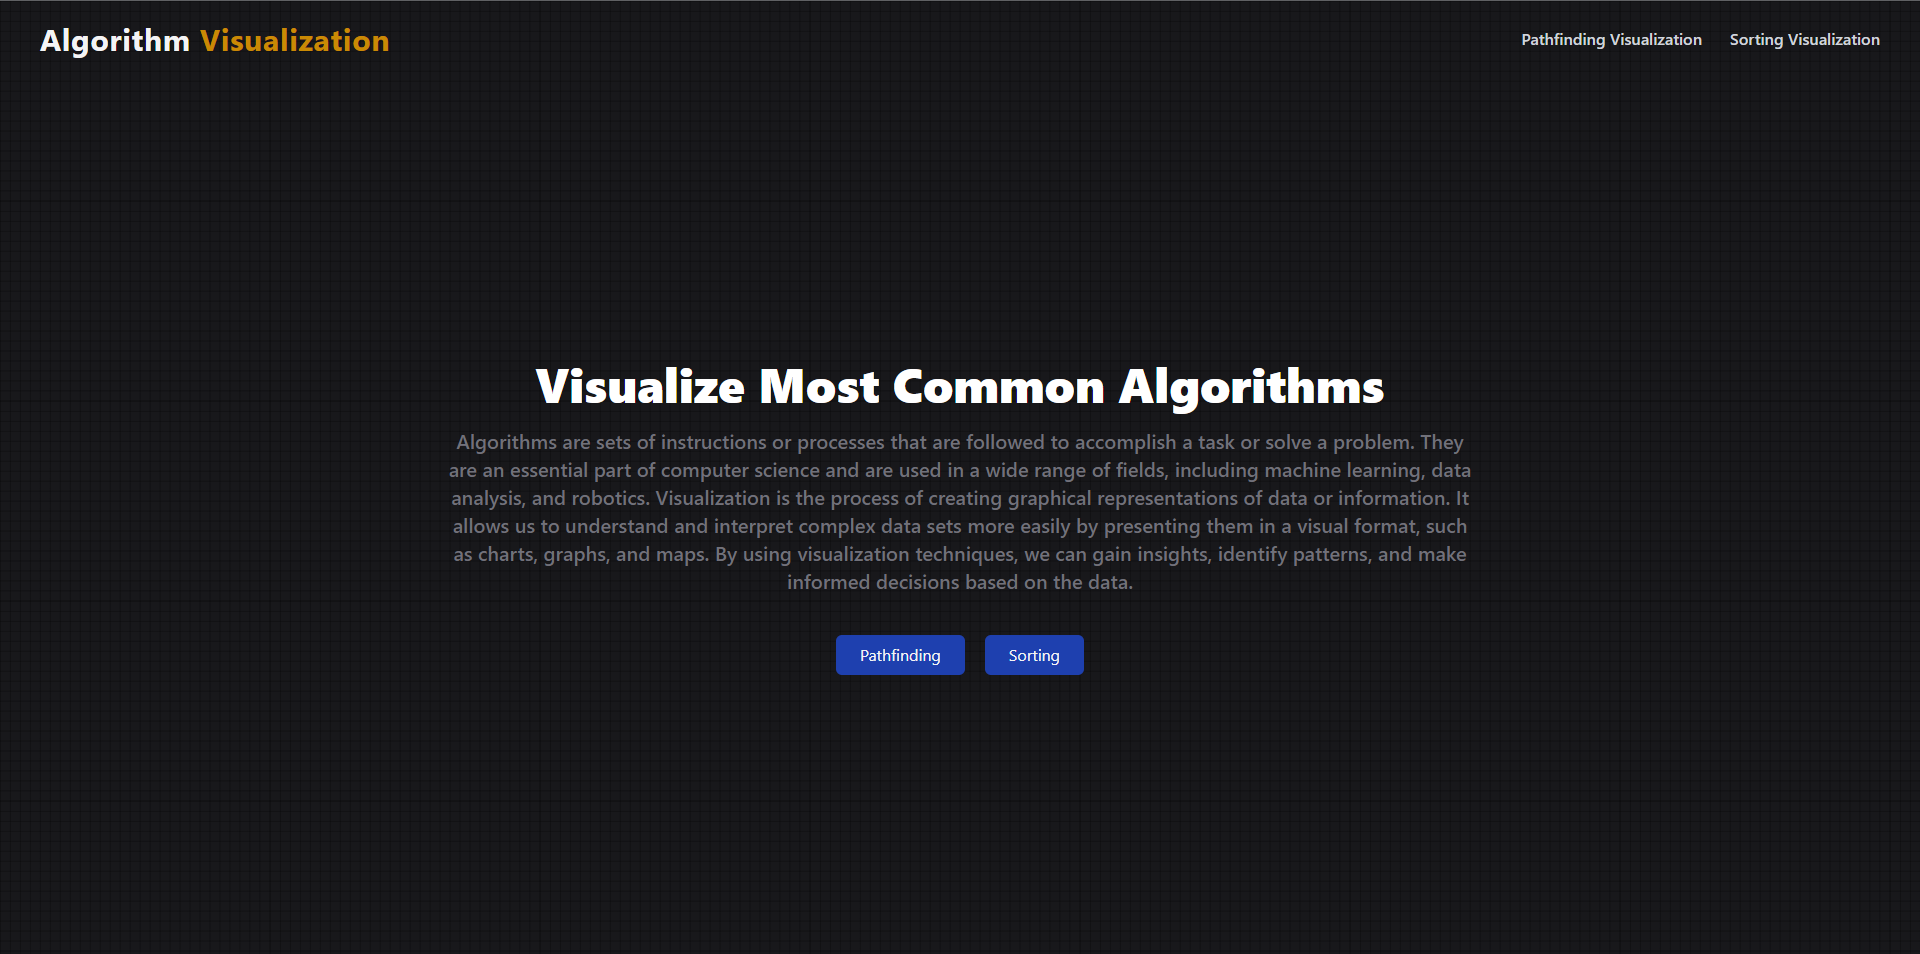 Algorithm Visualization
Pathfinding Visualization
Sorting Visualization
Visualize Most Common Algorithms
Algorithms are sets of instructions or processes that are followed to accomplish a task or solve a problem. They
are an essential part of computer science and are used in a wide range of fields, including machine learning, data
analysis, and robotics. Visualization is the process of creating graphical representations of data or information. It
allows us to understand and interpret complex data sets more easily by presenting them in a visual format, such
as charts, graphs, and maps. By using visualization techniques, we can gain insights, identify patterns, and make
informed decisions based on the data.
Pathfinding
Sorting